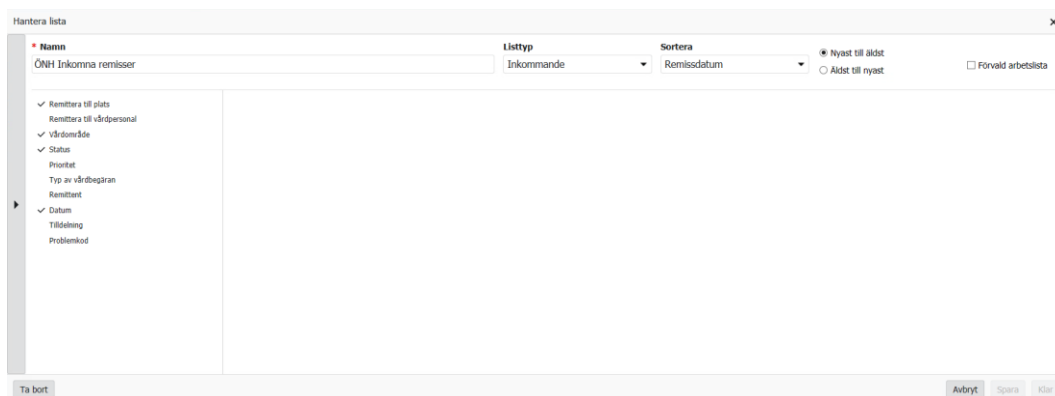 Hantera lista
* Namn
ÖNH Inkomna remisser
Listtyp
Inkommande
Sortera
Remissdatum
Nyast till äldst
Äldst till nyast
Förvald arbetslista
Remittera till plats
Remittera till vårdpersonal
Vårdområde
Status
Prioritet
Typ av vårdbegäran
Remittent
Datum
Tilldelning
Problemkod
Ta bort
Avbryt
Spara
Klar